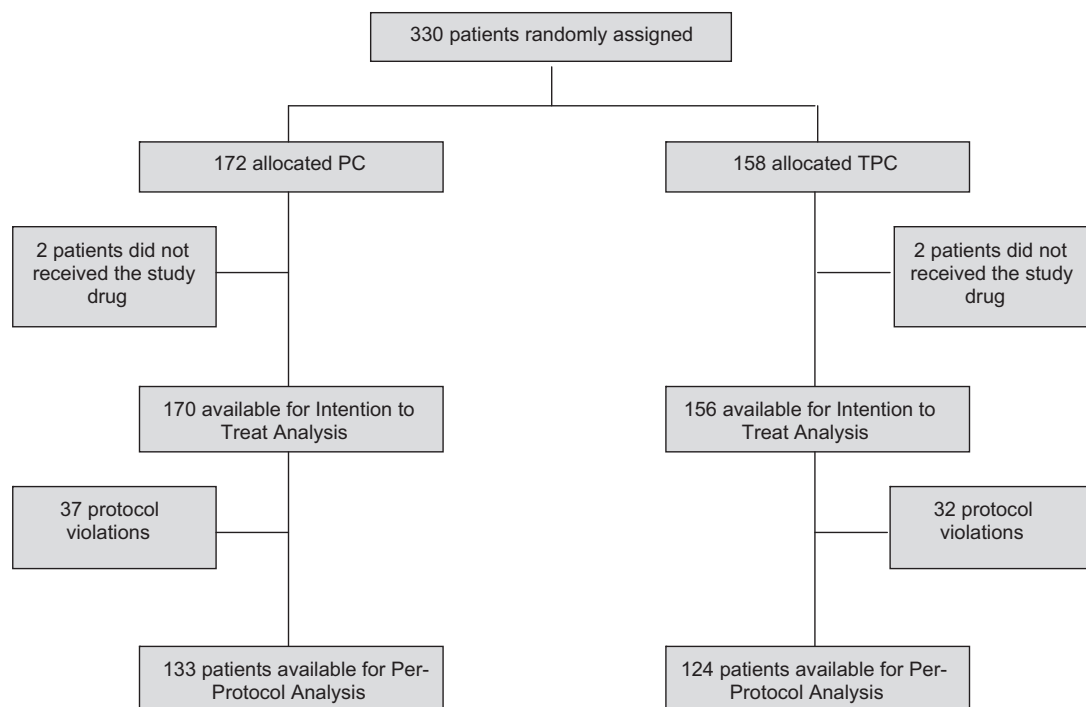 330 patients randomly assigned
172 allocated PC
158 allocated TPC
2 patients did not
received the study
drug
2 patients did not
received the study
drug
170 available for Intention to
Treat Analysis
156 available for Intention to
Treat Analysis
37 protocol
violations
32 protocol
violations
133 patients available for Per-
Protocol Analysis
124 patients available for Per-
Protocol Analysis